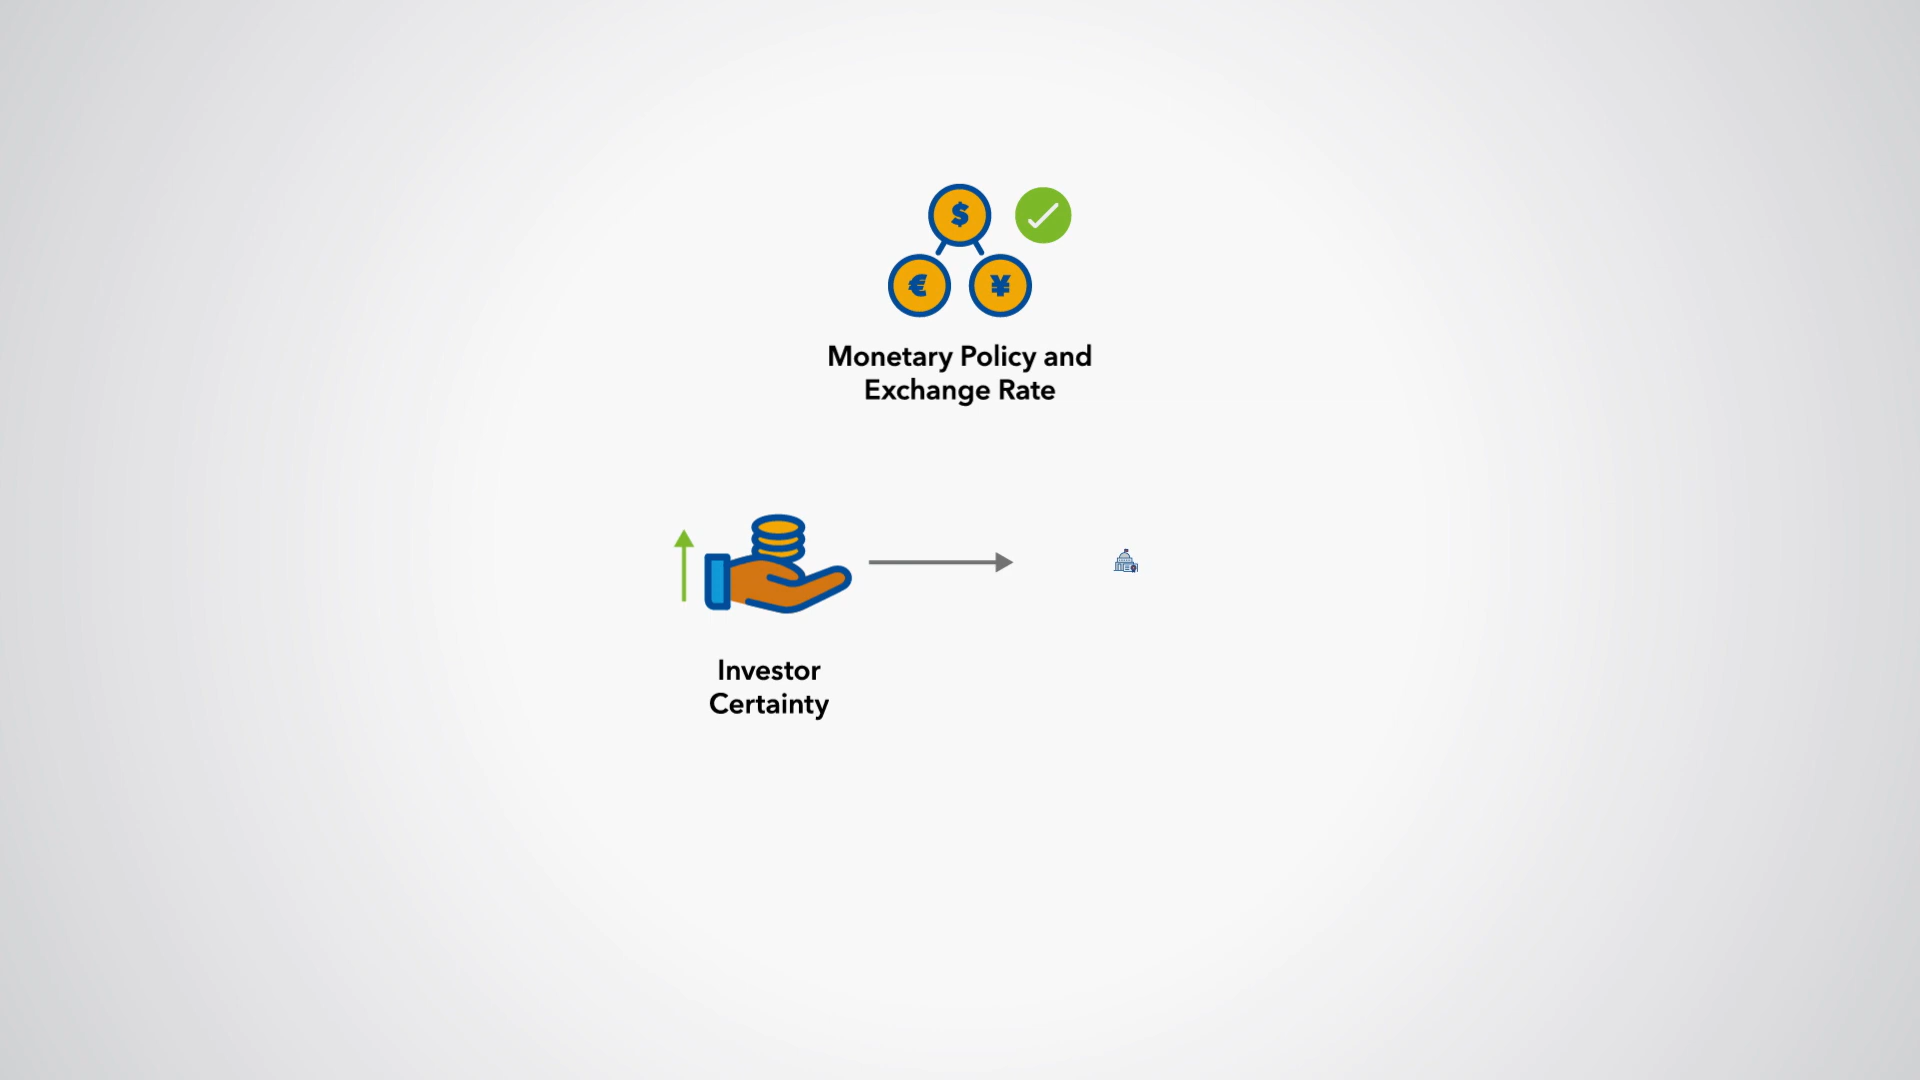 $
€
¥
Monetary Policy and
Exchange Rate
Investor
Certainty